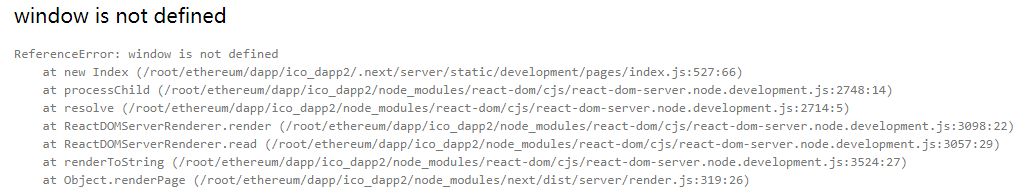 window is not defined
ReferenceError: window is not defined
at new Index (/root/ethereum/dapp/ico_dapp2/.next/server/static/development/pages/index.js:527:66)
at processChild (/root/ethereum/dapp/ico_dapp2/node_modules/react-dom/cjs/react-dom-server.node.development.js:2748:14)
at resolve (/root/ethereum/dapp/ico_dapp2/node_modules/react-dom/cjs/react-dom-server.node.development.js:2714:5)
at ReactDOMServerRenderer.render (/root/ethereum/dapp/ico_dapp2/node_modules/react-dom/cjs/react-dom-server.node.development.js:3098:22)
at ReactDOMServerRenderer.read (/root/ethereum/dapp/ico_dapp2/node_modules/react-dom/cjs/react-dom-server.node.development.js:3057:29)
at renderToString (/root/ethereum/dapp/ico_dapp2/node_modules/react-dom/cjs/react-dom-server.node.development.js:3524:27)
at Object.renderPage (/root/ethereum/dapp/ico_dapp2/node_modules/next/dist/server/render.js:319:26)